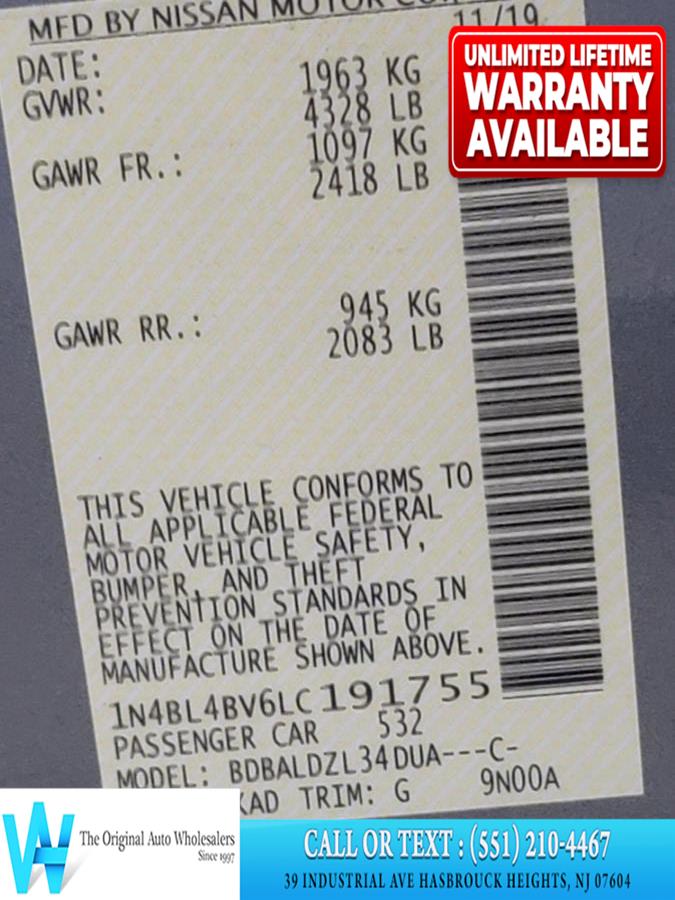 MFD BY NISSAN MOTOR
11/19
DATE:
GVWR: 1963 KG
4328 LB
GAWR FR.: 1097 KG
2418 LB
GAWR RR.: 945 KG
2083 LB
THIS VEHICLE CONFORMS TO
ALL APPLICABLE FEDERAL
MOTOR VEHICLE SAFETY,
BUMPER, AND THEFT
PREVENTION STANDARDS IN
EFFECT ON THE DATE OF
MANUFACTURE SHOWN ABOVE.
1N4BL4BV6LC191755
PASSENGER CAR 532
MODEL: BDBALDZL34DUA---C-
KAD TRIM: G 9N00A
UNLIMITED LIFETIME
WARRANTY
AVAILABLE
The Original Auto Wholesalers
Since 1997
CALL OR TEXT : (551) 210-4467
39 INDUSTRIAL AVE HASBROUCK HEIGHTS, NJ 07604